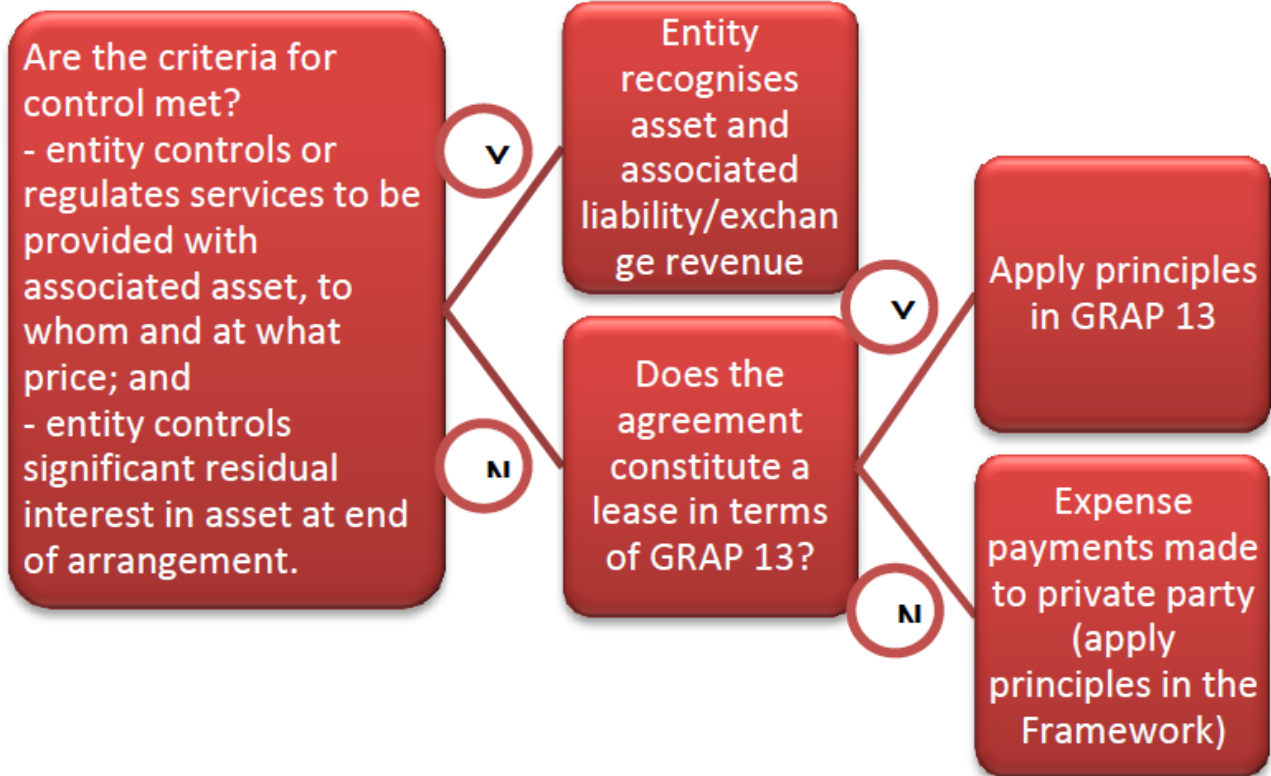 Are the criteria for
control met?
- entity controls or
regulates services to be
provided with
associated asset, to
whom and at what
price; and
- entity controls
significant residual
interest in asset at end
of arrangement.
Y
N
Entity
recognises
asset and
associated
liability/exchan
ge revenue
Does the
agreement
constitute a
lease in terms
of GRAP 13?
Y
N
Apply principles
in GRAP 13
Expense
payments made
to private party
(apply
principles in the
Framework)